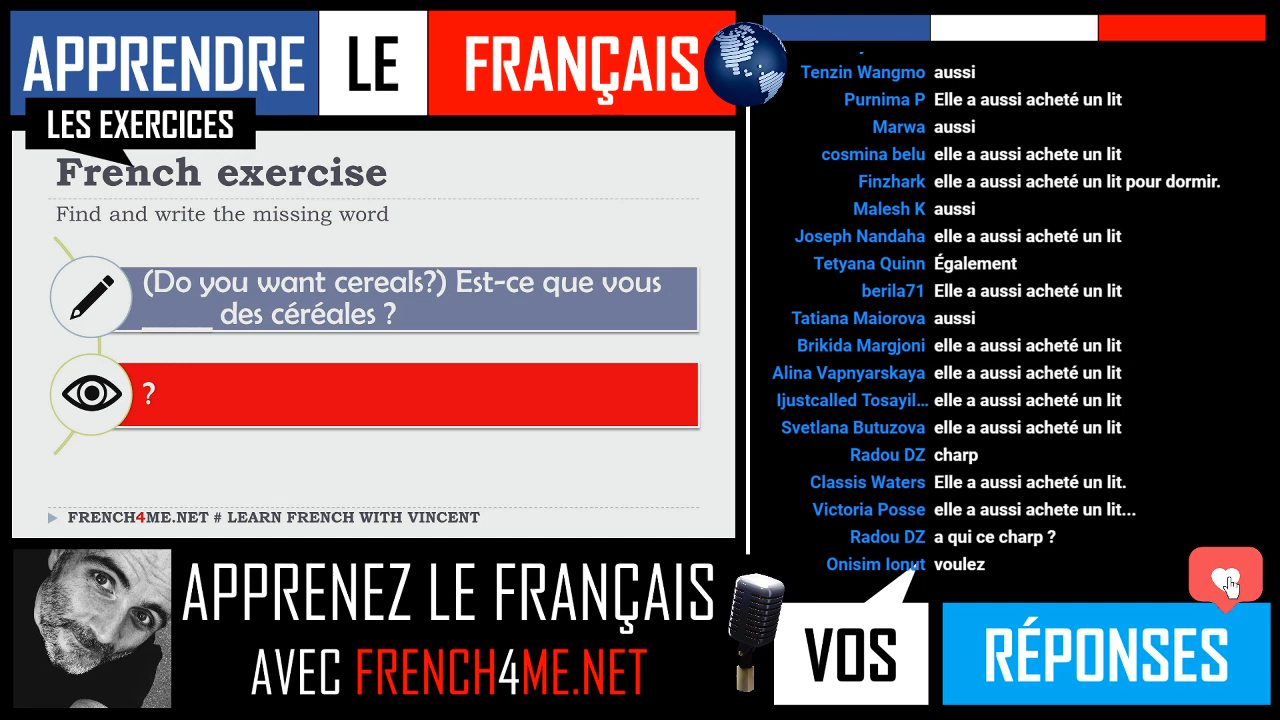 APPRENDRE LE FRANÇAIS
LES EXERCICES
French exercise
Find and write the missing word
(Do you want cereals?) Est-ce que vous
_____ des céréales ?
?
FRENCH4ME.NET # LEARN FRENCH WITH VINCENT
APPRENEZ LE FRANÇAIS
AVEC FRENCH4ME.NET
Tenzin Wangmo aussi
Purnima P Elle a aussi acheté un lit
Marwa aussi
cosmina belu elle a aussi achete un lit
Finzhark elle a aussi acheté un lit pour dormir.
Malesh K aussi
Joseph Nandaha elle a aussi acheté un lit
Tetyana Quinn Également
berila71 Elle a aussi acheté un lit
Tatiana Maiorova aussi
Brikida Margjoni elle a aussi acheté un lit
Alina Vapnyarskaya elle a aussi acheté un lit
Ijustcalled Tosayil... elle a aussi acheté un lit
Svetlana Butuzova elle a aussi acheté un lit
Radou DZ charp
Classis Waters Elle a aussi acheté un lit.
Victoria Posse elle a aussi achete un lit...
Radou DZ a qui ce charp ?
Onisim Ionut voulez
VOS RÉPONSES